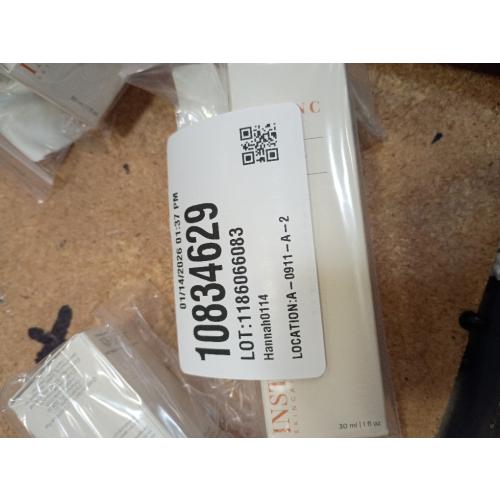 01/14/2026 01:37 PM
10834629
LOT:1186066083
Hannah0114
LOCATION:A-0911-A-2
INST
30 ml | 1 fl oz